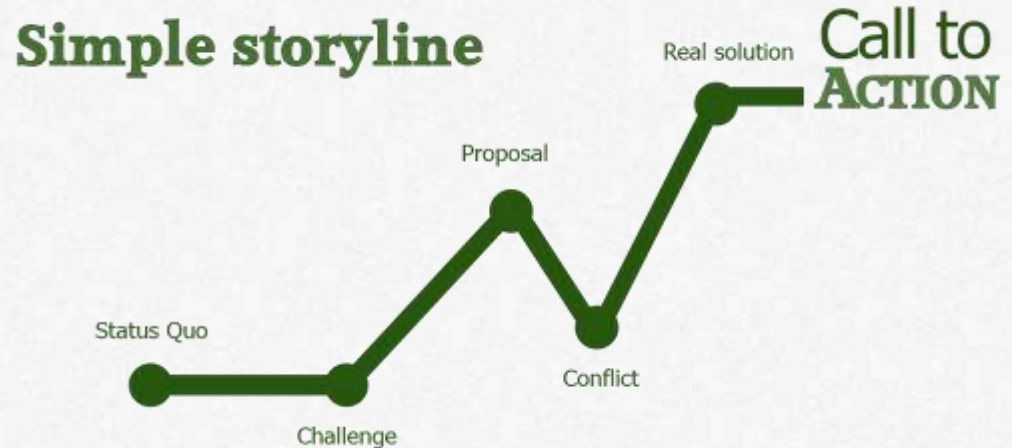 Simple storyline
Real solution
Call to
ACTION
Proposal
Status Quo
Conflict
Challenge